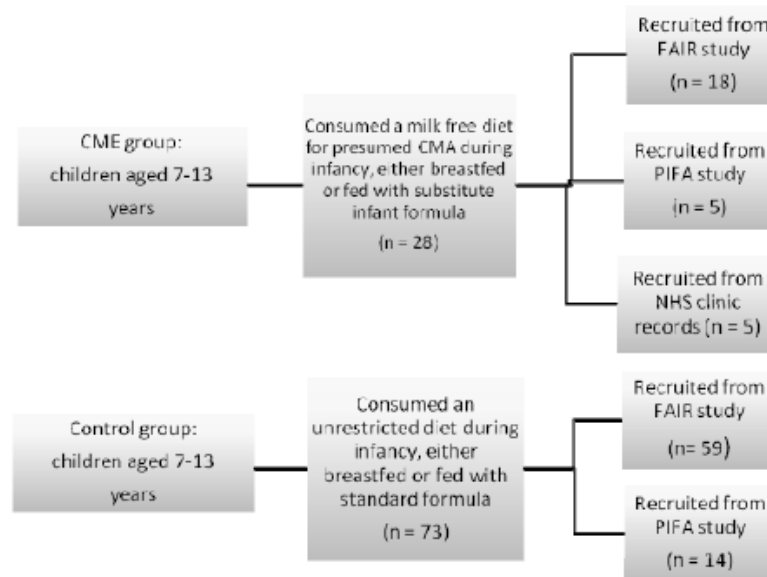 CME group:
children aged 7-13
years
Consumed a milk free diet
for presumed CMA during
infancy, either breastfed
or fed with substitute
infant formula
(n = 28)
Recruited from
FAIR study
(n = 18)
Recruited from
PIFA study
(n = 5)
Recruited from
NHS clinic
records (n = 5)
Control group:
children aged 7-13
years
Consumed an
unrestricted diet during
infancy, either
breastfed or fed with
standard formula
(n = 73)
Recruited from
FAIR study
(n= 59)
Recruited from
PIFA study
(n = 14)